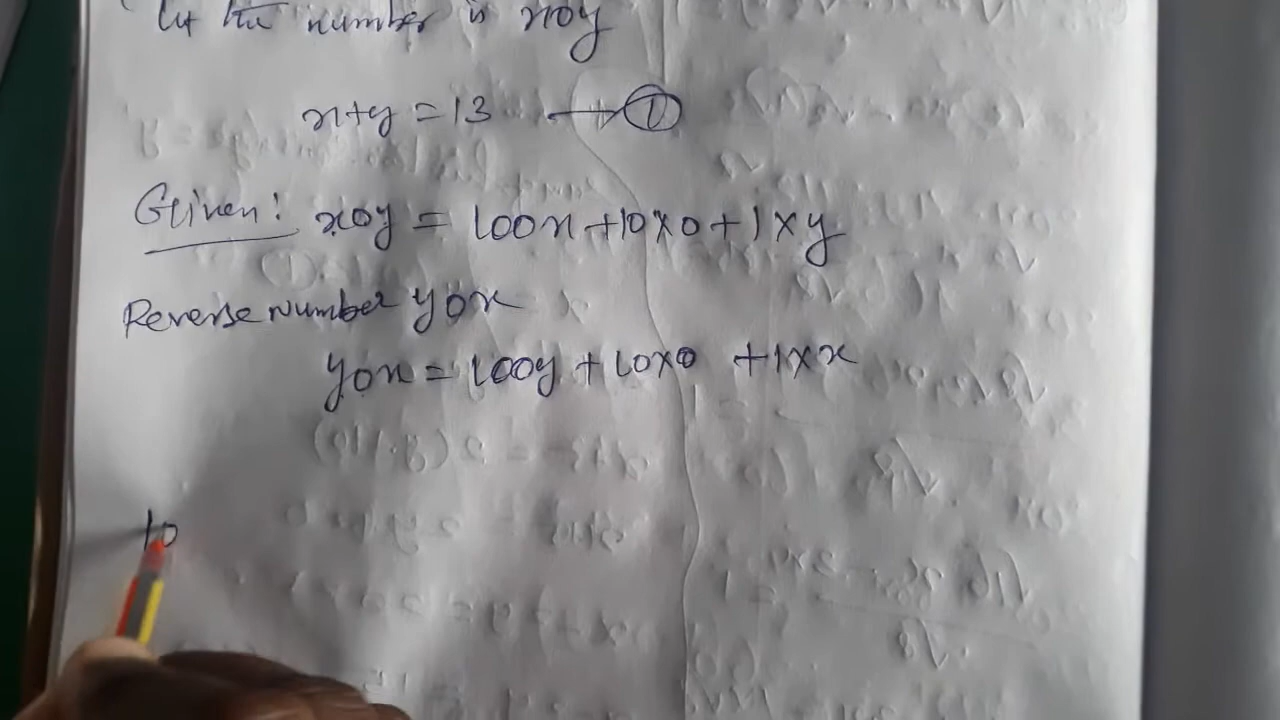 let the number is x0y
x+y = 13 → ①
Given: x0y = 100x + 10×0 + 1×y
Reverse number y0x
y0x = 100y + 10×0 + 1×x
10